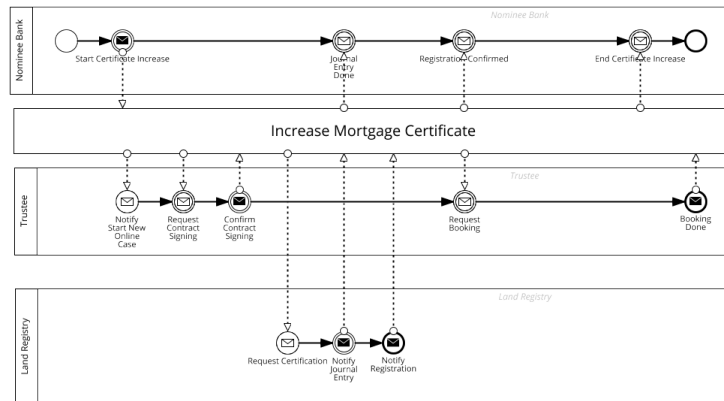 Nominee Bank
Nominee Bank
Start Certificate Increase
Journal
Entry
Done
Registration Confirmed
End Certificate Increase
Increase Mortgage Certificate
Trustee
Trustee
Notify
Start New
Online
Case
Request
Contract
Signing
Confirm
Contract
Signing
Request
Booking
Booking
Done
Land Registry
Land Registry
Request Certification
Notify
Journal
Entry
Notify
Registration